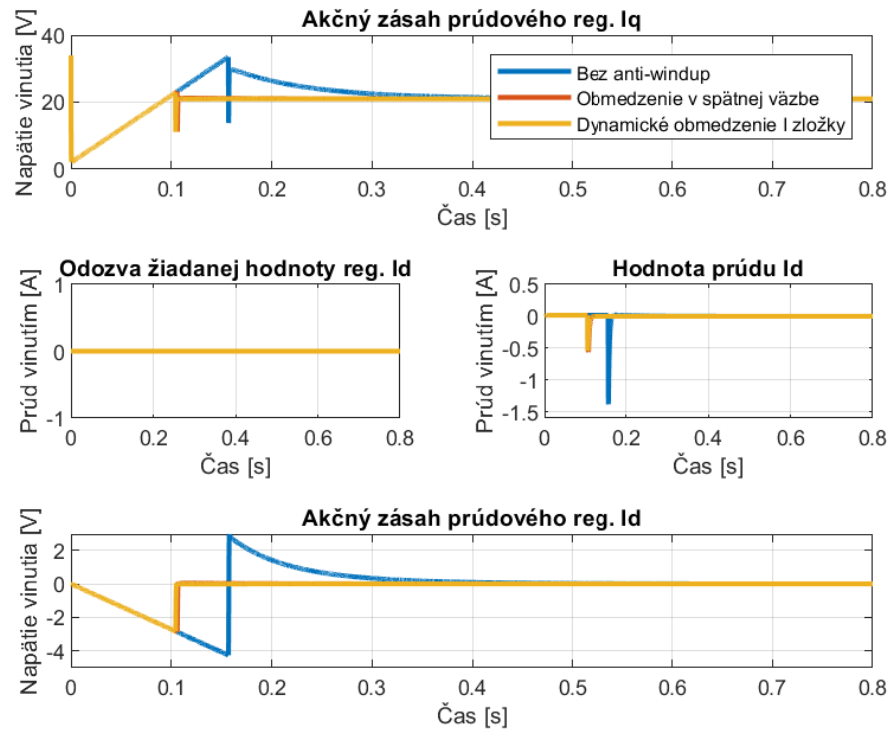 Akčný zásah prúdového reg. Iq
Napätie vinutia [V]
40
20
0
Bez anti-windup
Obmedzenie v spätnej väzbe
Dynamické obmedzenie I zložky
0 0.1 0.2 0.3 0.4 0.5 0.6 0.7 0.8
Čas [s]
Odozva žiadanej hodnoty reg. Id
Prúd vinutím [A]
1
0
-1
0 0.2 0.4 0.6 0.8
Čas [s]
Hodnota prúdu Id
Prúd vinutím [A]
0.5
0
-0.5
-1
-1.5
0 0.2 0.4 0.6 0.8
Čas [s]
Akčný zásah prúdového reg. Id
Napätie vinutia [V]
2
0
-2
-4
0 0.1 0.2 0.3 0.4 0.5 0.6 0.7 0.8
Čas [s]